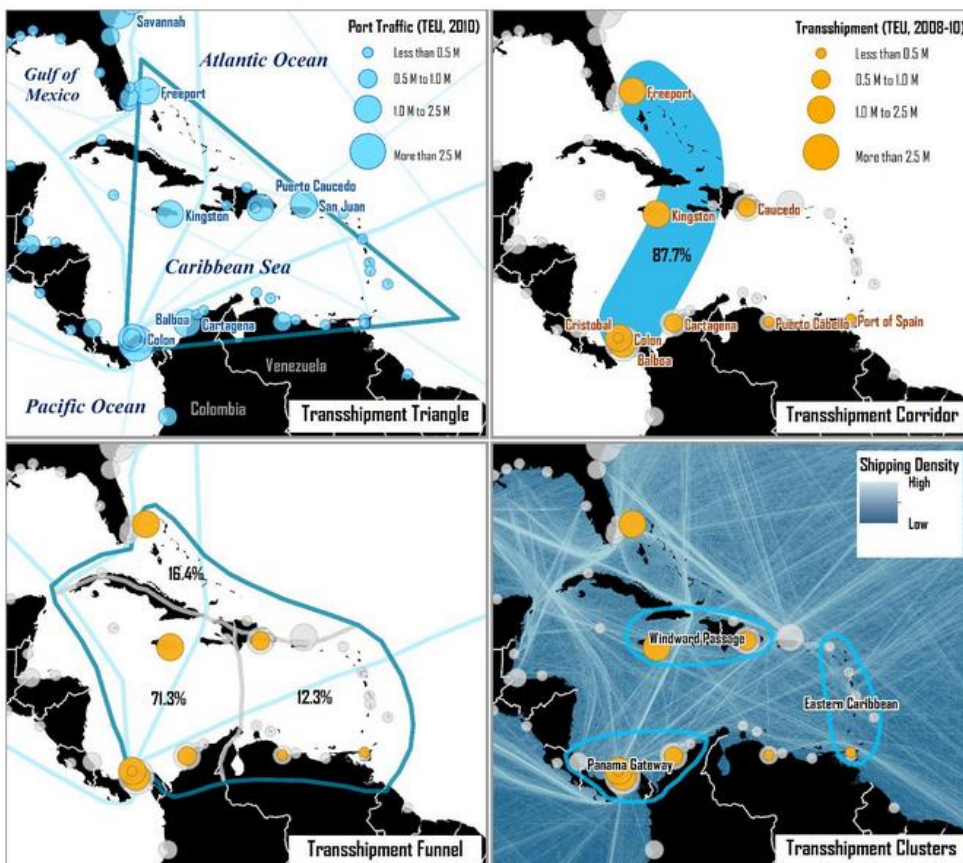 Savannah
Port Traffic (TEU, 2010)
Less than 0.5 M
0.5 M to 1.0 M
1.0 M to 2.5 M
More than 2.5 M
Atlantic Ocean
Gulf of
Mexico
Freeport
Puerto Caucedo
San Juan
Kingston
Caribbean Sea
Balboa
Cartagena
Colon
Venezuela
Pacific Ocean
Colombia
Transshipment Triangle
Transshipment (TEU, 2008-10)
Less than 0.5 M
0.5 M to 1.0 M
1.0 M to 2.5 M
More than 2.5 M
Freeport
Kingston
Caucedo
87.7%
Cristobal
Cartagena
Puerto Cabello
Port of Spain
Colon
Balboa
Transshipment Corridor
16.4%
71.3%
12.3%
Transshipment Funnel
Shipping Density
High
Low
Windward Passage
Eastern Caribbean
Panama Gateway
Transshipment Clusters